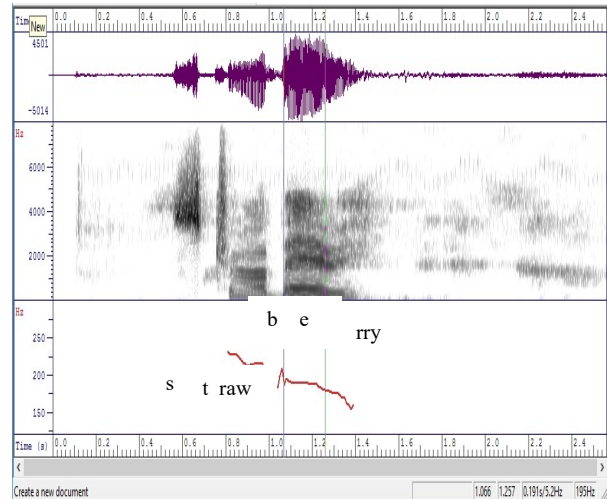 Time (s) 0.0 0.2 0.4 0.6 0.8 1.0 1.2 1.4 1.6 1.8 2.0 2.2 2.4
New
4501
-5014
Hz
6000
4000
2000
b e
rry
Hz
250
200
s t raw
150
Time (s) 0.0 0.2 0.4 0.6 0.8 1.0 1.2 1.4 1.6 1.8 2.0 2.2 2.4
Create a new document 1.066 1.257 0.191s/5.2Hz 195Hz